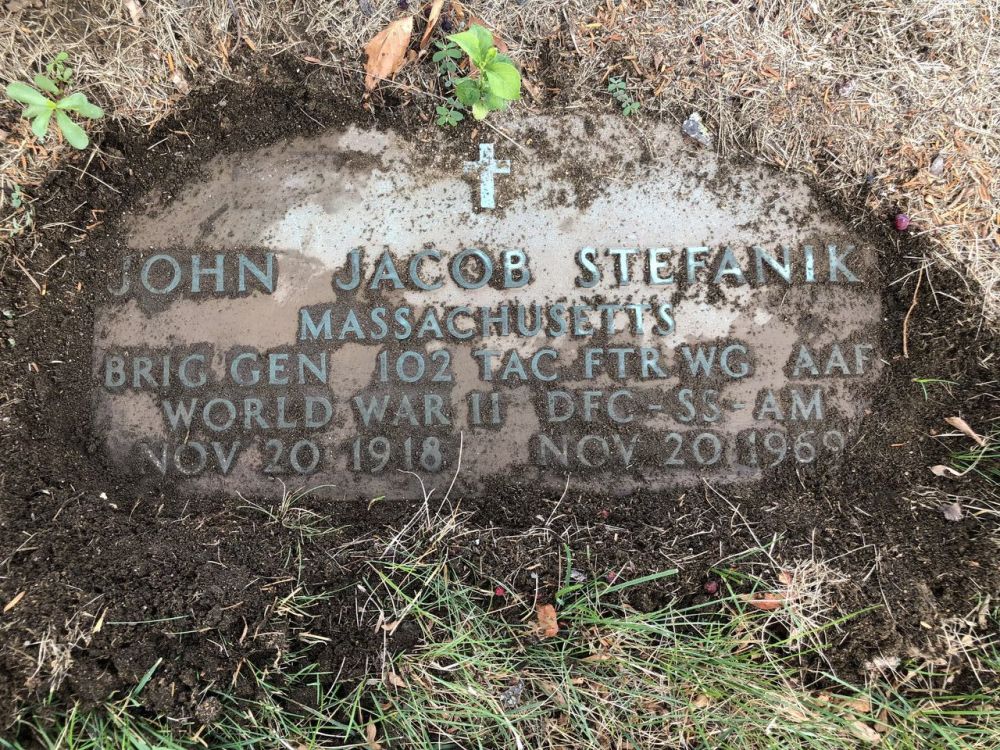 JOHN JACOB STEFANIK
MASSACHUSETTS
BRIG GEN 102 TAC FTR WG AAF
WORLD WAR II DFC-SS-AM
NOV 20 1918 NOV 20 1969